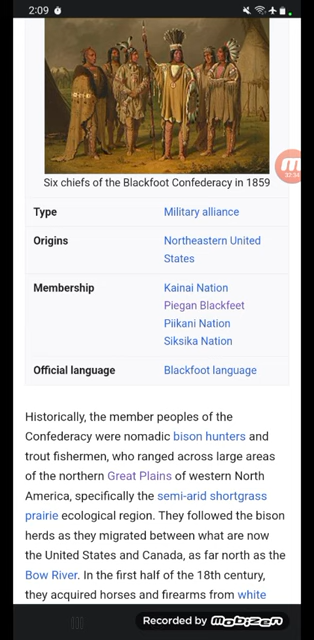 2:09
Six chiefs of the Blackfoot Confederacy in 1859
Type Military alliance
Origins Northeastern United
States
Membership Kainai Nation
Piegan Blackfeet
Piikani Nation
Siksika Nation
Official language Blackfoot language
Historically, the member peoples of the
Confederacy were nomadic bison hunters and
trout fishermen, who ranged across large areas
of the northern Great Plains of western North
America, specifically the semi-arid shortgrass
prairie ecological region. They followed the bison
herds as they migrated between what are now
the United States and Canada, as far north as the
Bow River. In the first half of the 18th century,
they acquired horses and firearms from white
Recorded by Mobizen